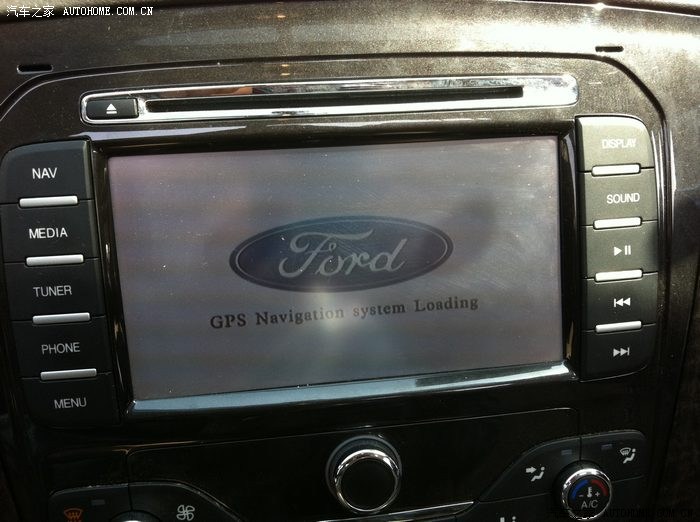 汽车之家 AUTOHOME.COM.CN
NAV
MEDIA
TUNER
PHONE
MENU
Ford
GPS Navigation system Loading
DISPLAY
SOUND
A/C